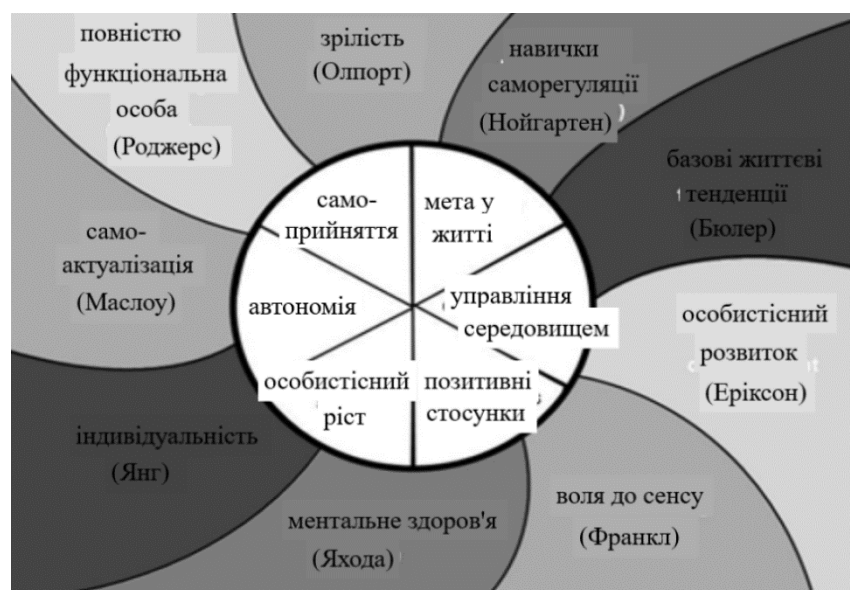 повністю
функціональна
особа
(Роджерс)
зрілість
(Олпорт)
навички
саморегуляції
(Нойгартен)
базові життєві
тенденції
(Бюлер)
само-
актуалізація
(Маслоу)
само-
прийняття
мета у
житті
автономія
управління
середовищем
особистісний
ріст
позитивні
стосунки
особистісний
розвиток
(Еріксон)
індивідуальність
(Янг)
ментальне здоров'я
(Яхода)
воля до сенсу
(Франкл)